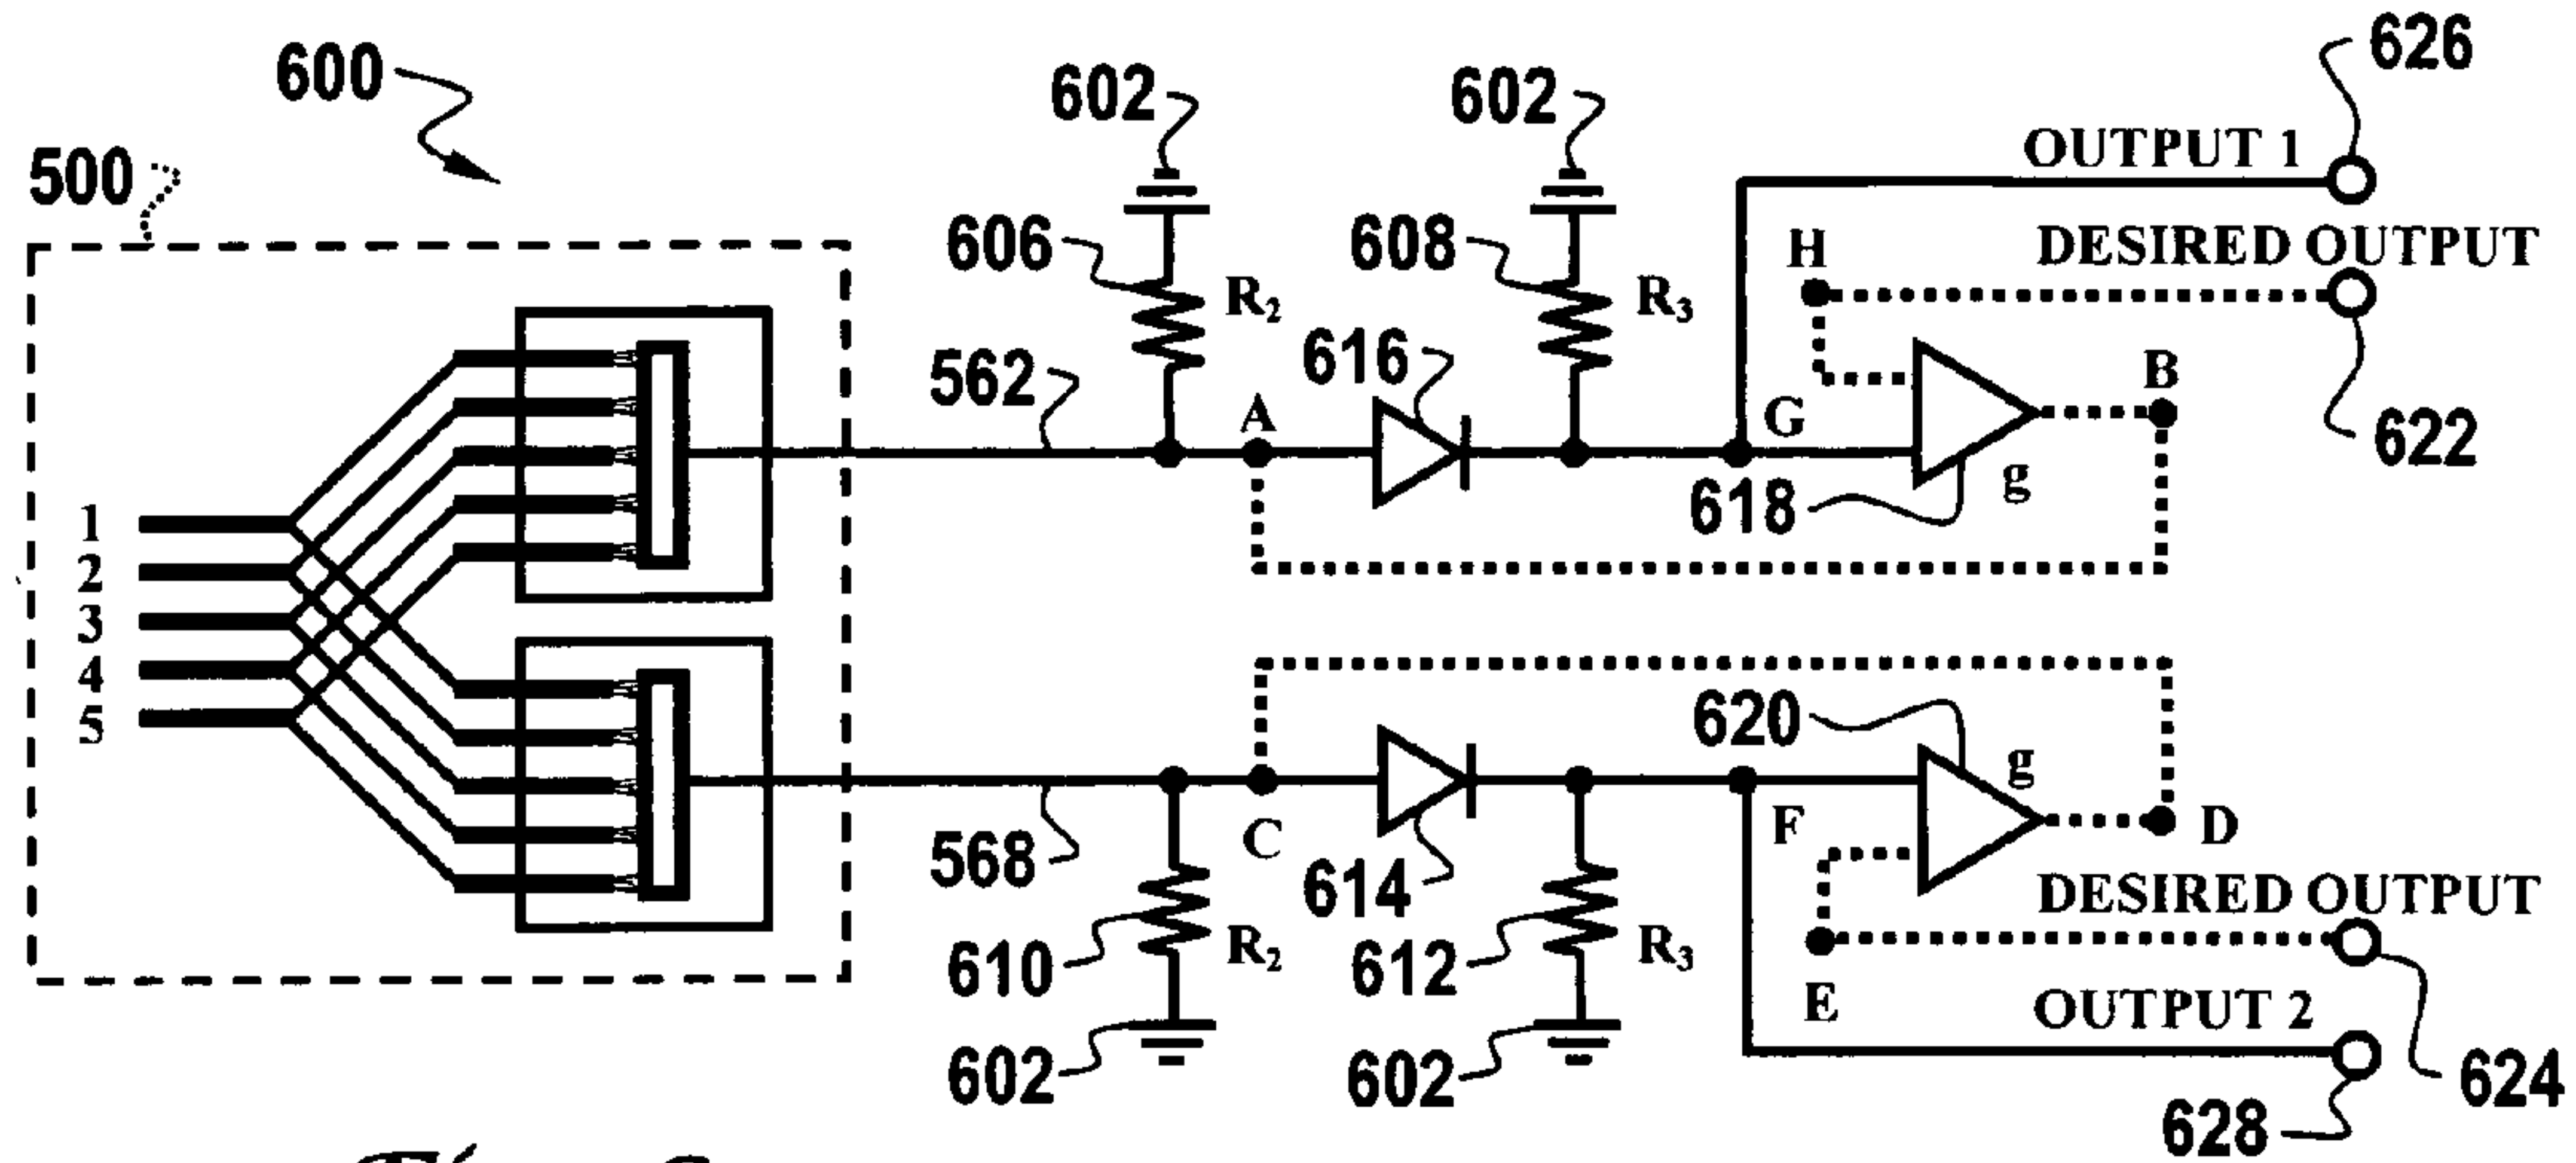 626
600
602
602
OUTPUT 1
500
606
608
H
DESIRED OUTPUT
R₂
R₃
616
562
A
G
B
622
g
618
1
2
3
4
5
620
g
C
F
D
568
614
DESIRED OUTPUT
610
R₂
612
R₃
E
OUTPUT 2
602
602
624
628